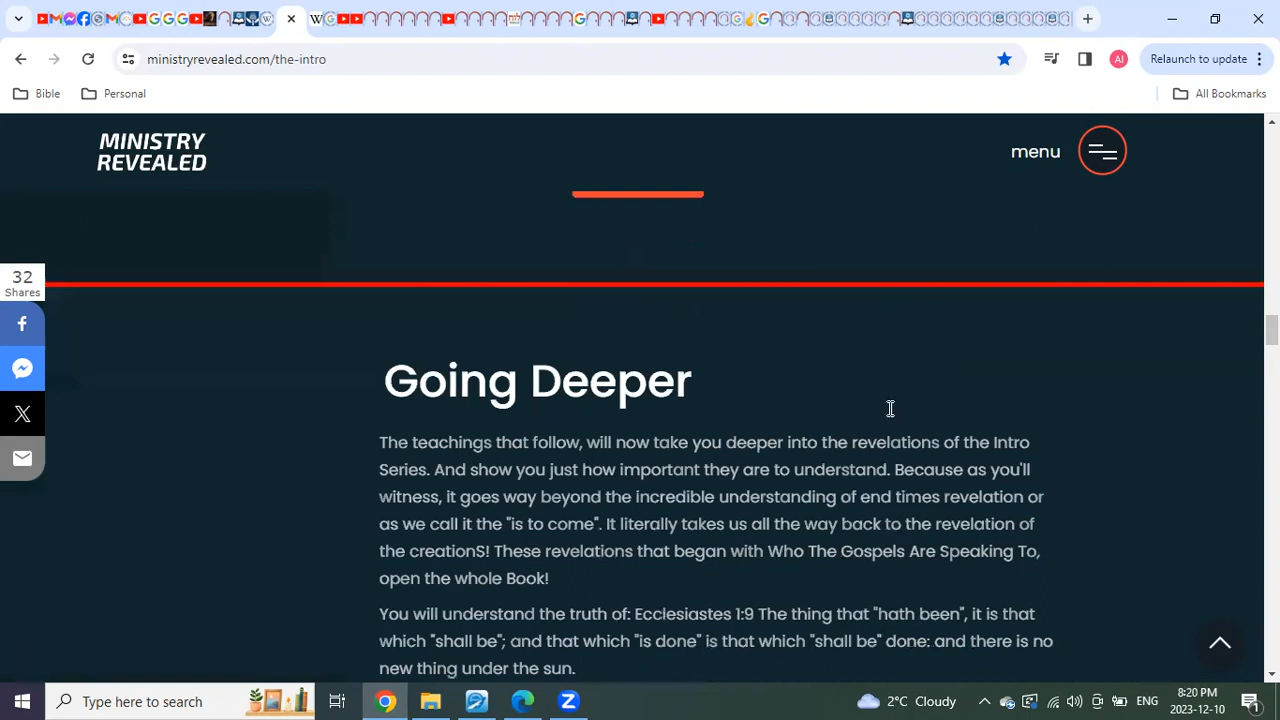 ministryrevealed.com/the-intro
AI
Relaunch to update
Bible
Personal
All Bookmarks
MINISTRY
REVEALED
menu
32
Shares
Going Deeper
The teachings that follow, will now take you deeper into the revelations of the Intro
Series. And show you just how important they are to understand. Because as you'll
witness, it goes way beyond the incredible understanding of end times revelation or
as we call it the "is to come". It literally takes us all the way back to the revelation of
the creationS! These revelations that began with Who The Gospels Are Speaking To,
open the whole Book!
You will understand the truth of: Ecclesiastes 1:9 The thing that "hath been", it is that
which "shall be"; and that which "is done" is that which "shall be" done: and there is no
new thing under the sun.
Type here to search
2°C Cloudy
ENG
8:20 PM
2023-12-10
1